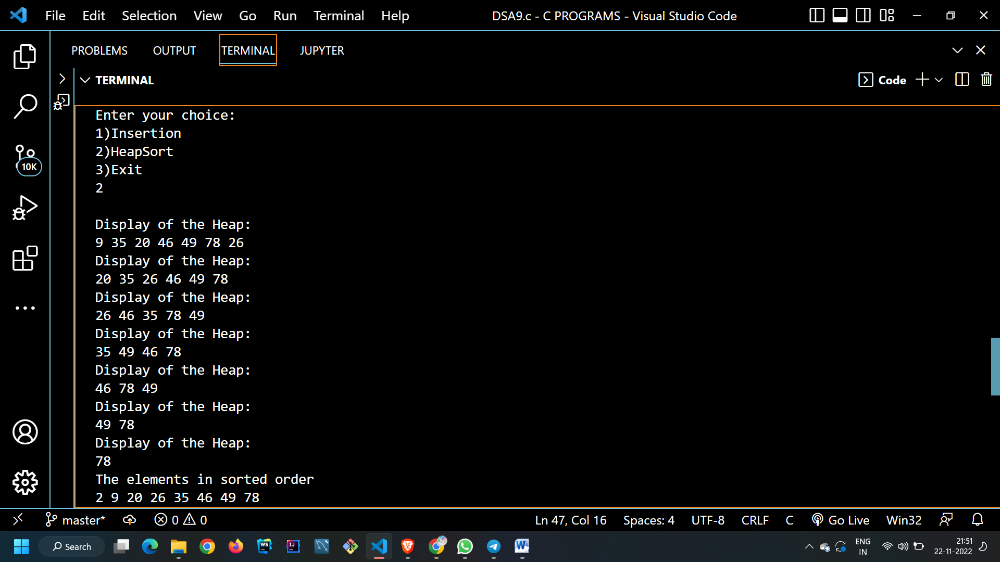 File Edit Selection View Go Run Terminal Help DSA9.c - C PROGRAMS - Visual Studio Code
PROBLEMS OUTPUT TERMINAL JUPYTER
TERMINAL Code
Enter your choice:
1)Insertion
2)HeapSort
10K
3)Exit
2
Display of the Heap:
9 35 20 46 49 78 26
Display of the Heap:
20 35 26 46 49 78
Display of the Heap:
26 46 35 78 49
Display of the Heap:
35 49 46 78
Display of the Heap:
46 78 49
Display of the Heap:
49 78
Display of the Heap:
78
The elements in sorted order
2 9 20 26 35 46 49 78
master* 0 0 Ln 47, Col 16 Spaces: 4 UTF-8 CRLF C Go Live Win32
Search WS IJ W ENG IN 21:51
22-11-2022